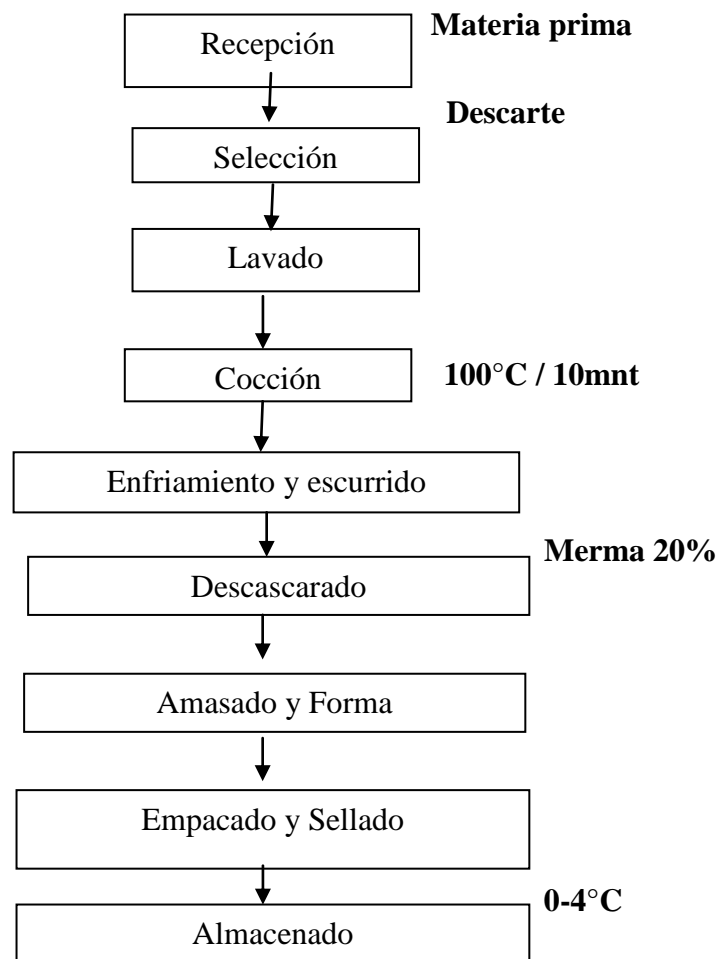 Recepción
Materia prima
Descarte
Selección
Lavado
Cocción
100°C / 10mnt
Enfriamiento y escurrido
Merma 20%
Descascarado
Amasado y Forma
Empacado y Sellado
0-4°C
Almacenado